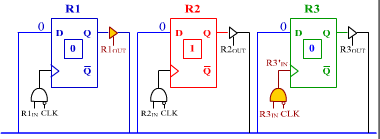 R1 R2 R3
0 0 0
D Q D Q D Q
0 1 0
R1OUT R2OUT R3OUT
R3'IN
Q Q Q
R1IN CLK R2IN CLK R3IN CLK